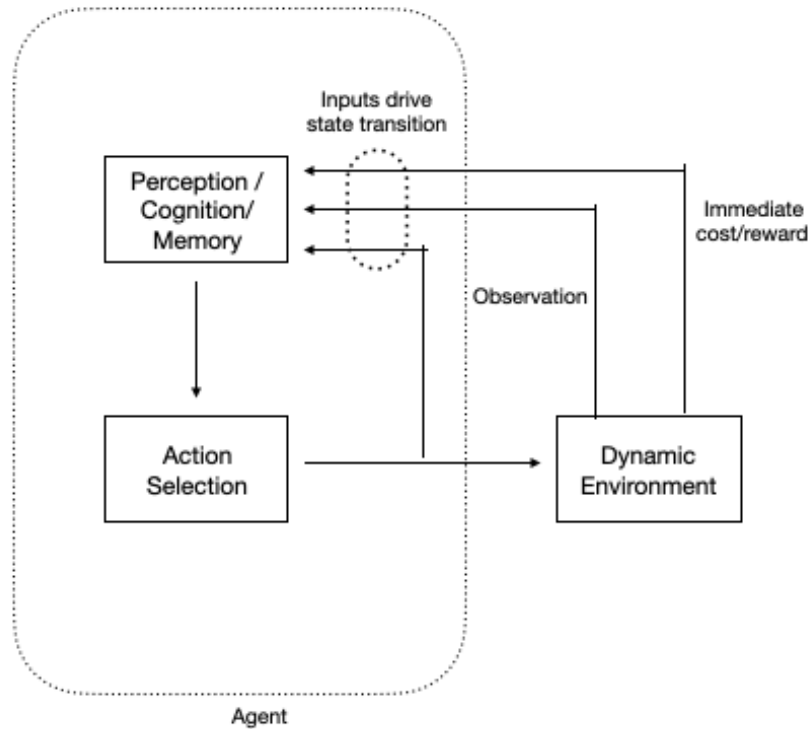 Inputs drive
state transition
Perception /
Cognition/
Memory
Immediate
cost/reward
Observation
Action
Selection
Dynamic
Environment
Agent